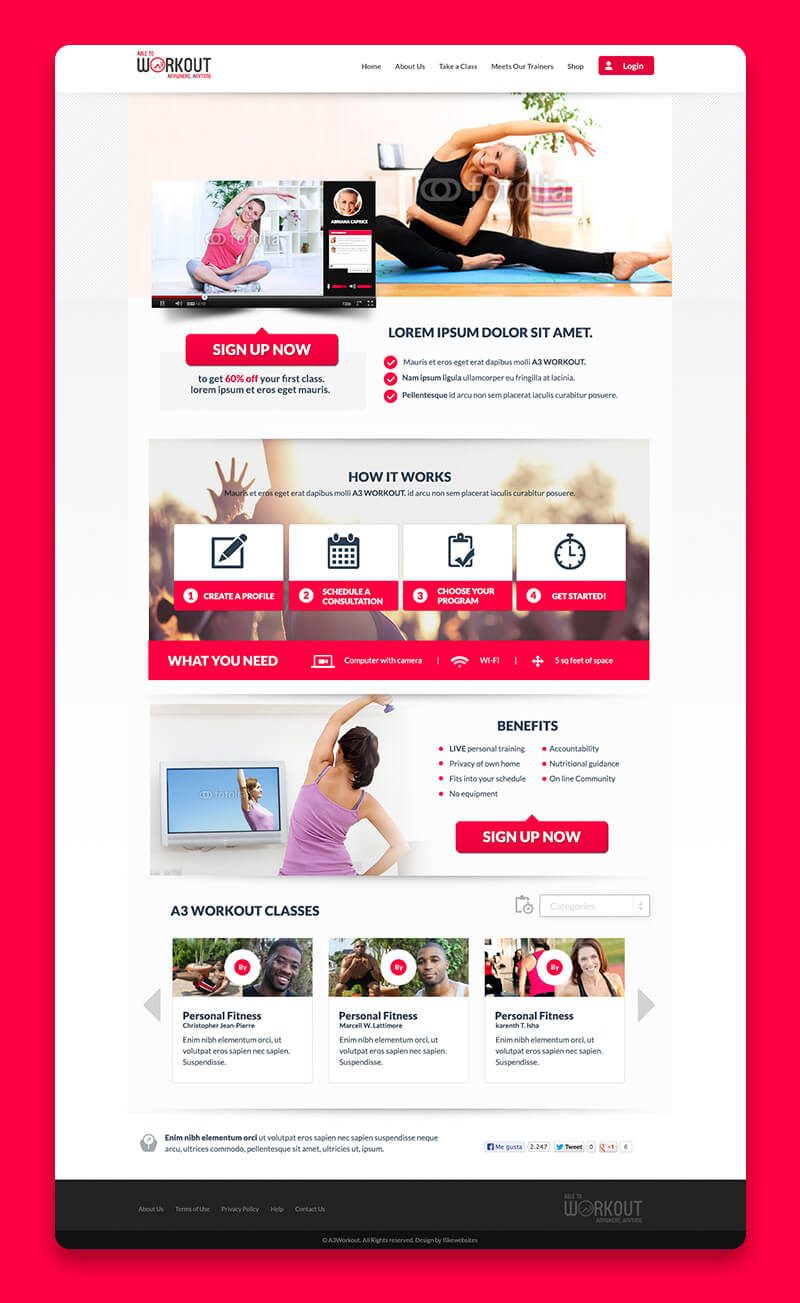 ABLE TO
WORKOUT
ANYWHERE, ANYTIME
Home About Us Take a Class Meets Our Trainers Shop Login
fotolia
fotolia
ADRIANA CAPRICE
720p
LOREM IPSUM DOLOR SIT AMET.
SIGN UP NOW
to get 60% off your first class.
lorem ipsum et eros eget mauris.
Mauris et eros eget erat dapibus molli A3 WORKOUT.
Nam ipsum ligula ullamcorper eu fringilla at lacinia.
Pellentesque id arcu non sem placerat iaculis curabitur posuere.
HOW IT WORKS
Mauris et eros eget erat dapibus molli A3 WORKOUT. id arcu non sem placerat iaculis curabitur posuere.
1 CREATE A PROFILE
2 SCHEDULE A
CONSULTATION
3 CHOOSE YOUR
PROGRAM
4 GET STARTED!
WHAT YOU NEED Computer with camera | WI-FI | 5 sq feet of space
fotolia
BENEFITS
LIVE personal training
Privacy of own home
Fits into your schedule
No equipment
Accountability
Nutritional guidance
On line Community
SIGN UP NOW
A3 WORKOUT CLASSES
Categories
By
Personal Fitness
Christopher Jean-Pierre
Enim nibh elementum orci, ut
volutpat eros sapien nec sapien.
Suspendisse.
By
Personal Fitness
Marcell W. Lattimore
Enim nibh elementum orci, ut
volutpat eros sapien nec sapien.
Suspendisse.
By
Personal Fitness
karenth T. Isha
Enim nibh elementum orci, ut
volutpat eros sapien nec sapien.
Suspendisse.
Enim nibh elementum orci ut volutpat eros sapien nec sapien suspendisse neque
arcu, ultrices commodo, pellentesque sit amet, ultricies ut, ipsum.
Me gusta 2.247 Tweet 0 +1 6
About Us Terms of Use Privacy Policy Help Contact Us
ABLE TO
WORKOUT
ANYWHERE, ANYTIME
© A3Workout. All Rights reserved. Design by Ilikewebsites